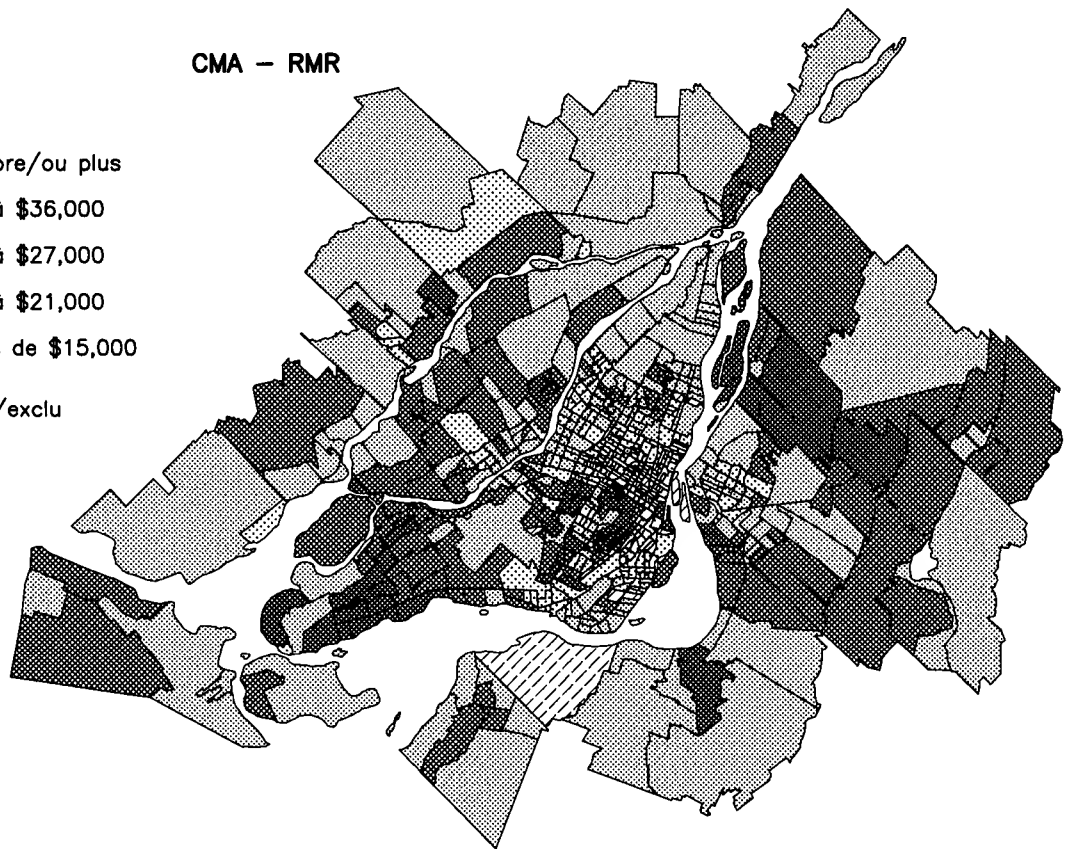 CMA – RMR
ore/ou plus
à $36,000
à $27,000
à $21,000
de $15,000
/exclu